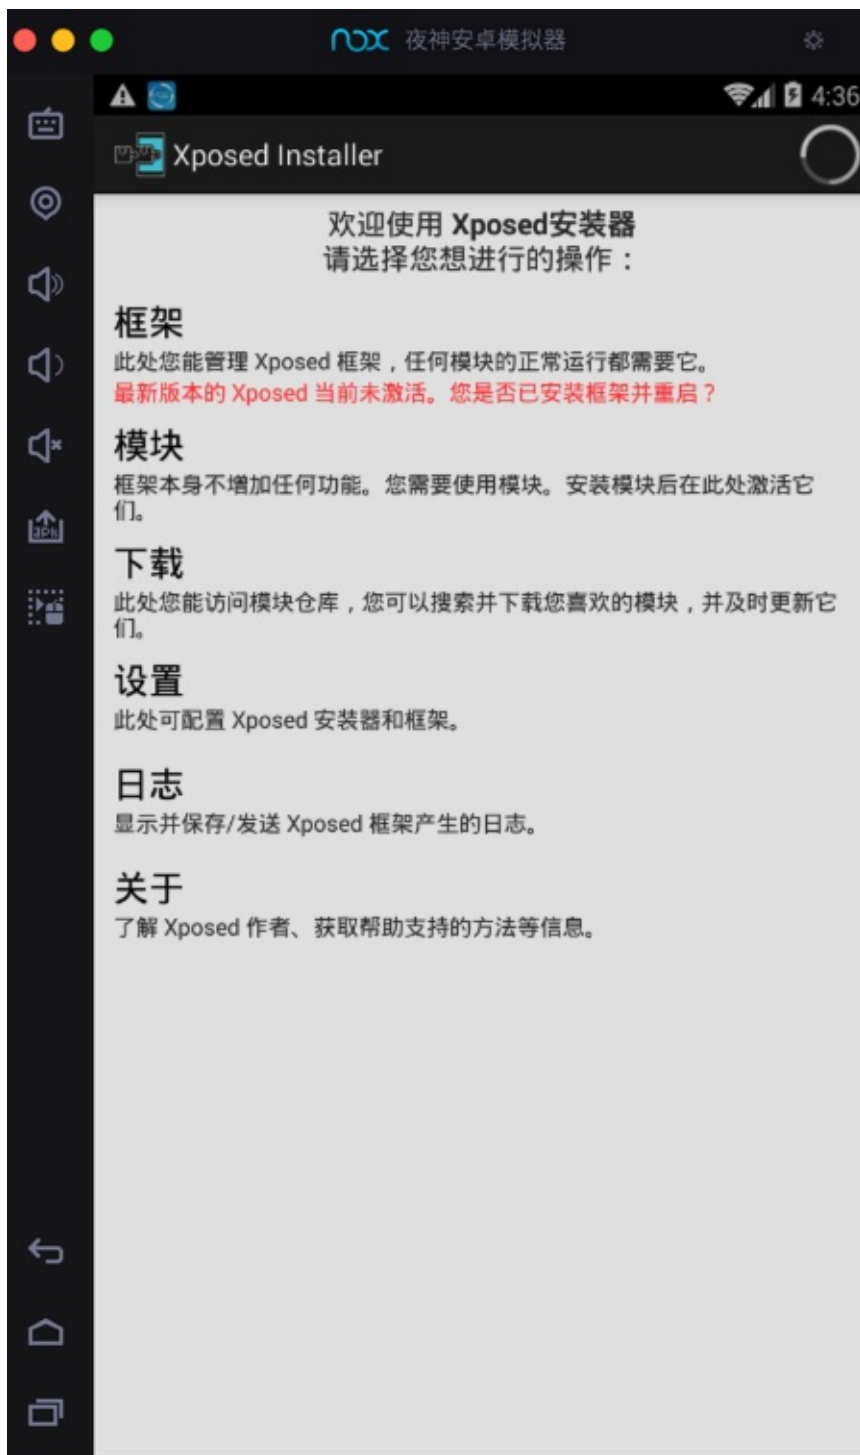 nox 夜神安卓模拟器
4:36
Xposed Installer
欢迎使用 Xposed安装器
请选择您想进行的操作：
框架
此处您能管理 Xposed 框架，任何模块的正常运行都需要它。
最新版本的 Xposed 当前未激活。您是否已安装框架并重启？
模块
框架本身不增加任何功能。您需要使用模块。安装模块后在此处激活它
们。
下载
此处您能访问模块仓库，您可以搜索并下载您喜欢的模块，并及时更新它
们。
设置
此处可配置 Xposed 安装器和框架。
日志
显示并保存/发送 Xposed 框架产生的日志。
关于
了解 Xposed 作者、获取帮助支持的方法等信息。